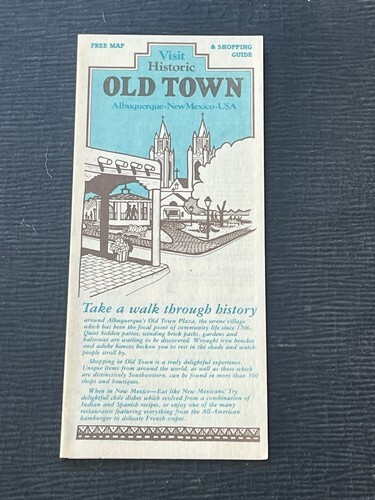 FREE MAP & SHOPPING
GUIDE
Visit
Historic
OLD TOWN
Albuquerque-New Mexico-USA
Take a walk through history
around Albuquerque's Old Town Plaza, the serene village
which has been the focal point of community life since 1706.
Quiet hidden patios, winding brick paths, gardens and
balconies are waiting to be discovered. Wrought iron benches
and adobe bancos beckon you to rest in the shade and watch
people stroll by.
Shopping in Old Town is a truly delightful experience.
Unique items from around the world, as well as those which
are distinctively Southwestern, can be found in more than 100
shops and boutiques.
When in New Mexico—Eat like New Mexicans! Try
delightful chile dishes which evolved from a combination of
Indian and Spanish recipes, or enjoy one of the many
restaurants featuring everything from the All-American
hamburger to delicate French crepes.